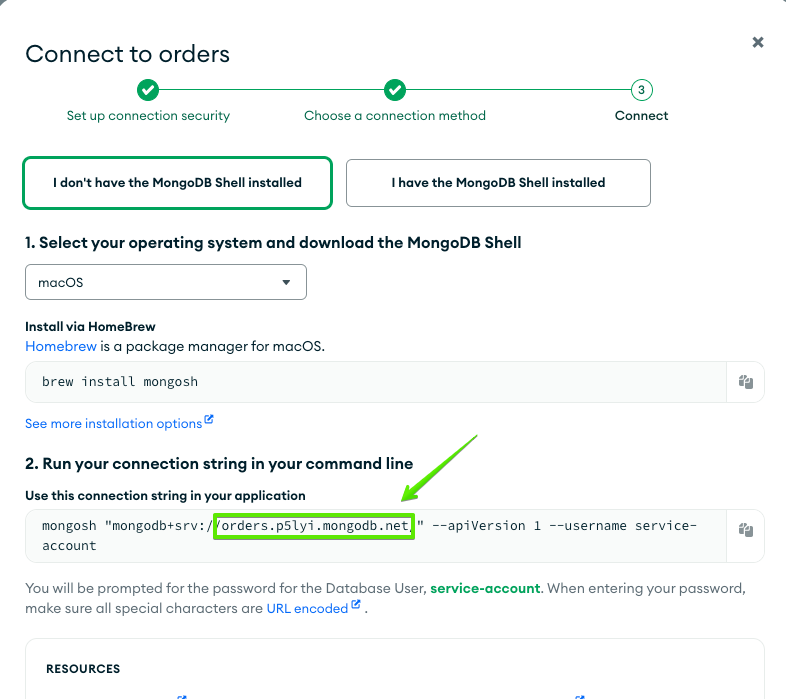 Connect to orders
3
Set up connection security
Choose a connection method
Connect
I don't have the MongoDB Shell installed
I have the MongoDB Shell installed
1. Select your operating system and download the MongoDB Shell
macOS
Install via HomeBrew
Homebrew is a package manager for macOS.
brew install mongosh
See more installation options
2. Run your connection string in your command line
Use this connection string in your application
mongosh "mongodb+srv://orders.p5lyi.mongodb.net/" --apiVersion 1 --username service-
account
You will be prompted for the password for the Database User, service-account. When entering your password,
make sure all special characters are URL encoded .
RESOURCES